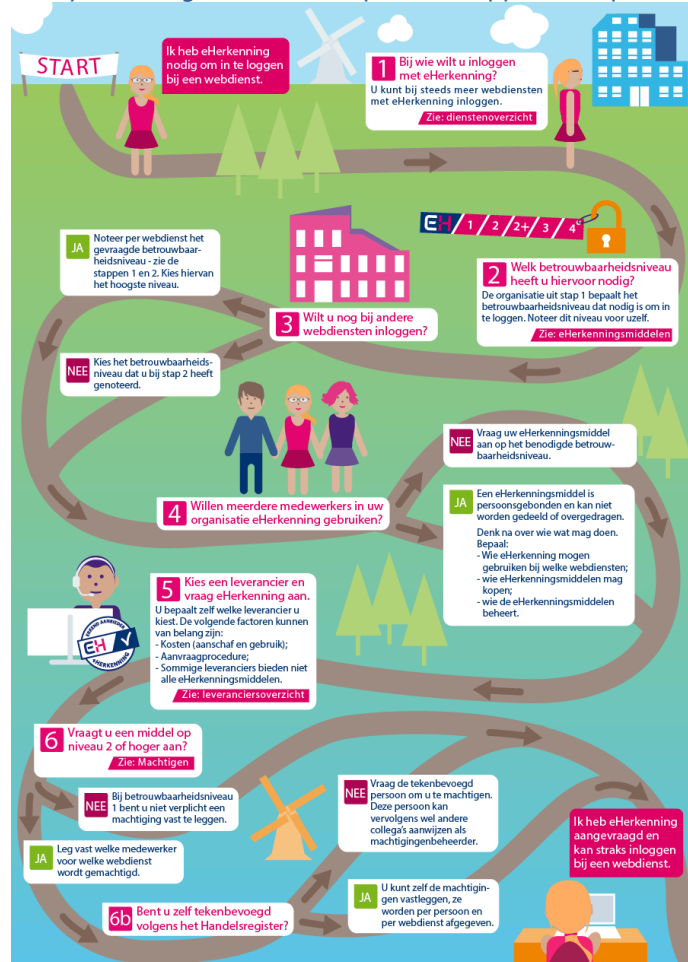 START
Ik heb eHerkenning
nodig om in te loggen
bij een webdienst.
1 Bij wie wilt u inloggen
met eHerkenning?
U kunt bij steeds meer webdiensten
met eHerkenning inloggen.
Zie: dienstenoverzicht
EH / 1 / 2 / 2+ / 3 / 4
2 Welk betrouwbaarheidsniveau
heeft u hiervoor nodig?
De organisatie uit stap 1 bepaalt het
betrouwbaarheidsniveau dat nodig is om in
te loggen. Noteer dit niveau voor uzelf.
Zie: eHerkenningsmiddelen
3 Wilt u nog bij andere
webdiensten inloggen?
JA Noteer per webdienst het
gevraagde betrouwbaar-
heidsniveau - zie de
stappen 1 en 2. Kies hiervan
het hoogste niveau.
NEE Kies het betrouwbaarheids-
niveau dat u bij stap 2 heeft
genoteerd.
4 Willen meerdere medewerkers in uw
organisatie eHerkenning gebruiken?
NEE Vraag uw eHerkenningsmiddel
aan op het benodigde betrouw-
baarheidsniveau.
JA Een eHerkenningsmiddel is
persoonsgebonden en kan niet
worden gedeeld of overgedragen.
Denk na over wie wat mag doen.
Bepaal:
- Wie eHerkenning mogen
gebruiken bij welke webdiensten;
- wie eHerkenningsmiddelen mag
kopen;
- wie de eHerkenningsmiddelen
beheert.
5 Kies een leverancier en
vraag eHerkenning aan.
U bepaalt zelf welke leverancier u
kiest. De volgende factoren kunnen
van belang zijn:
- Kosten (aanschaf en gebruik);
- Aanvraagprocedure;
- Sommige leveranciers bieden niet
alle eHerkenningsmiddelen.
Zie: leveranciersoverzicht
ERKEND AANBIEDER
EH
eHERKENNING
6 Vraagt u een middel op
niveau 2 of hoger aan?
Zie: Machtigen
NEE Bij betrouwbaarheidsniveau
1 bent u niet verplicht een
machtiging vast te leggen.
JA Leg vast welke medewerker
voor welke webdienst
wordt gemachtigd.
6b Bent u zelf tekenbevoegd
volgens het Handelsregister?
NEE Vraag de tekenbevoegd
persoon om u te machtigen.
Deze persoon kan
vervolgens wel andere
collega's aanwijzen als
machtigingenbeheerder.
JA U kunt zelf de machtigin-
gen vastleggen, ze
worden per persoon en
per webdienst afgegeven.
Ik heb eHerkenning
aangevraagd en
kan straks inloggen
bij een webdienst.